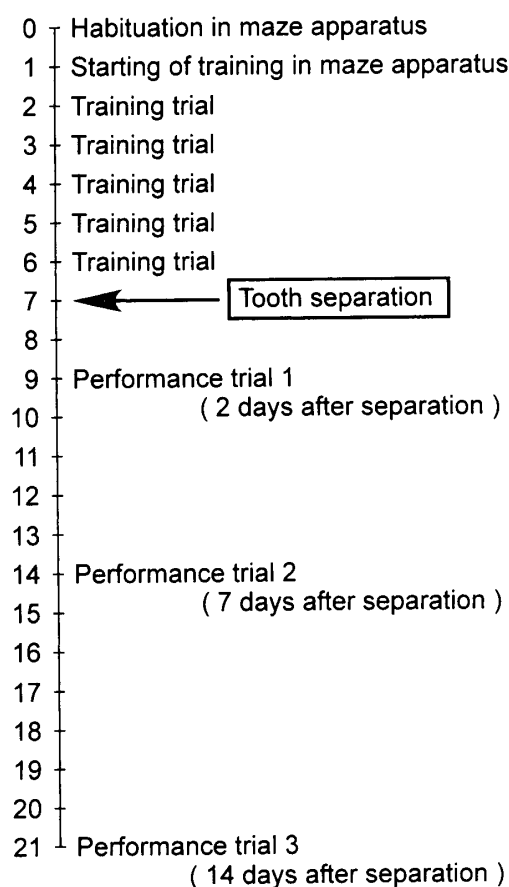 0 Habituation in maze apparatus
1 Starting of training in maze apparatus
2 Training trial
3 Training trial
4 Training trial
5 Training trial
6 Training trial
7 Tooth separation
8
9 Performance trial 1
10 ( 2 days after separation )
11
12
13
14 Performance trial 2
15 ( 7 days after separation )
16
17
18
19
20
21 Performance trial 3
( 14 days after separation )